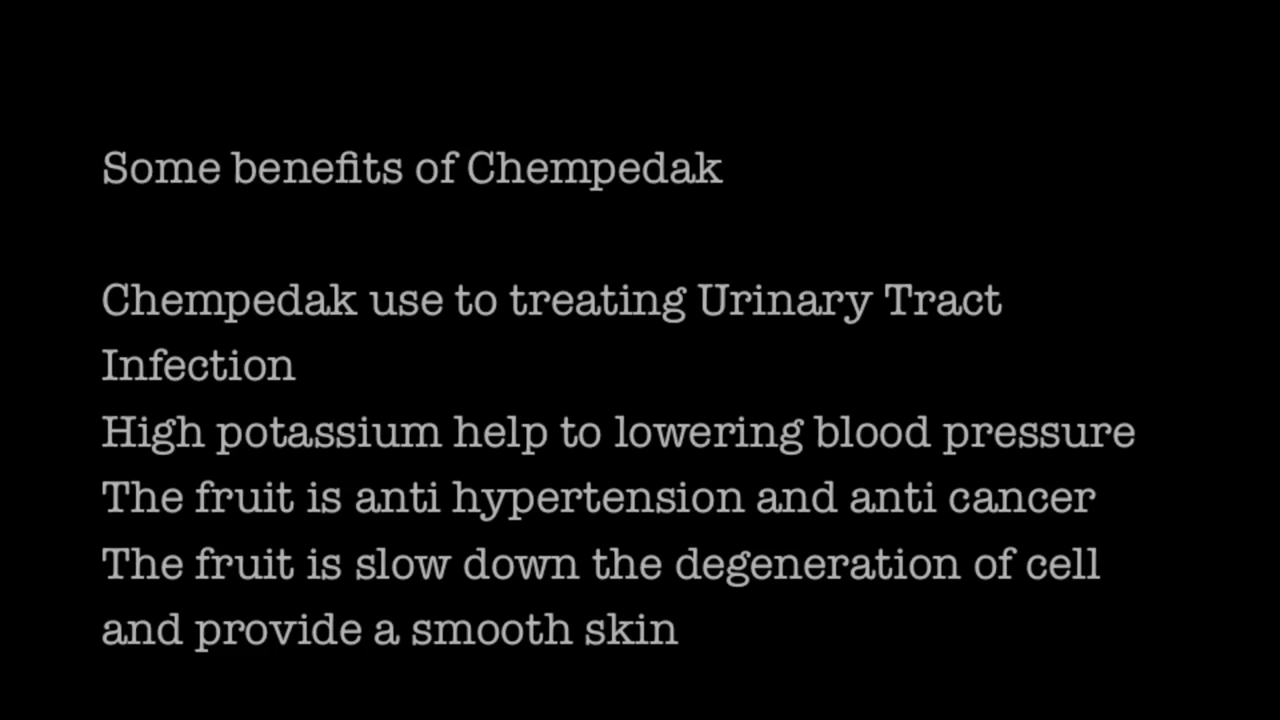 Some benefits of Chempedak
Chempedak use to treating Urinary Tract
Infection
High potassium help to lowering blood pressure
The fruit is anti hypertension and anti cancer
The fruit is slow down the degeneration of cell
and provide a smooth skin